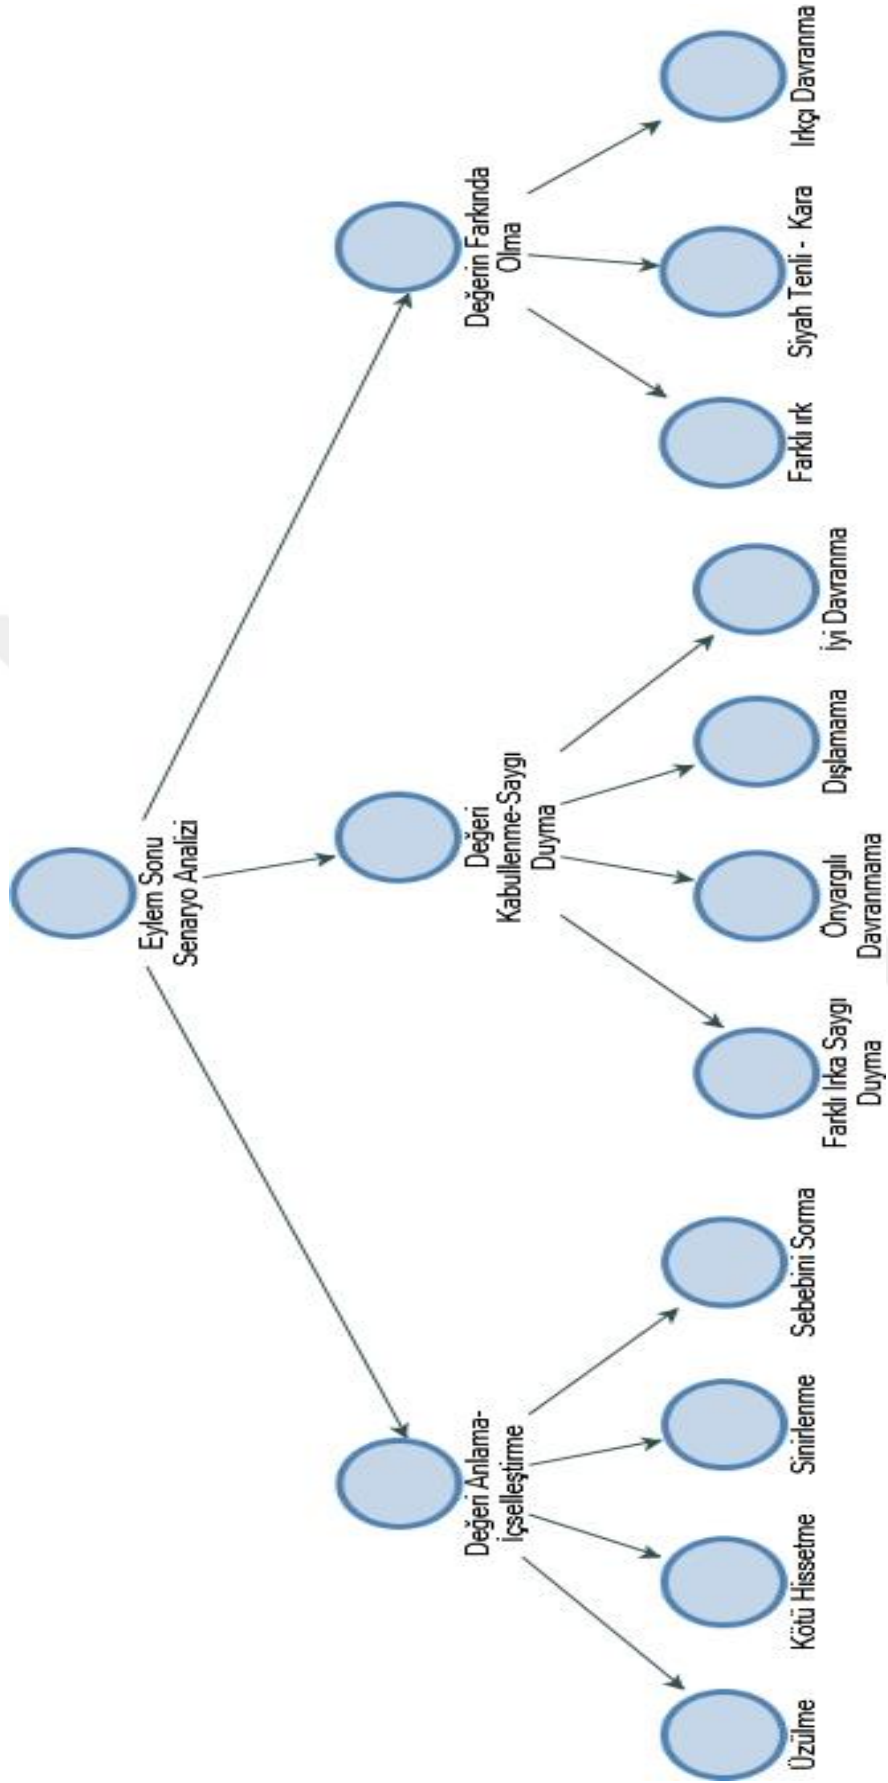 Eylem Sonu
Senaryo Analizi
Değeri Anlama-
İçselleştirme
Değeri
Kabullenme-Saygı
Duyma
Değerin Farkında
Olma
Üzülme
Kötü Hissetme
Sinirlenme
Sebebini Sorma
Farklı Irka Saygı
Duyma
Önyargılı
Davranmama
Dışlamama
İyi Davranma
Farklı ırk
Siyah Tenli - Kara
Irkçı Davranma